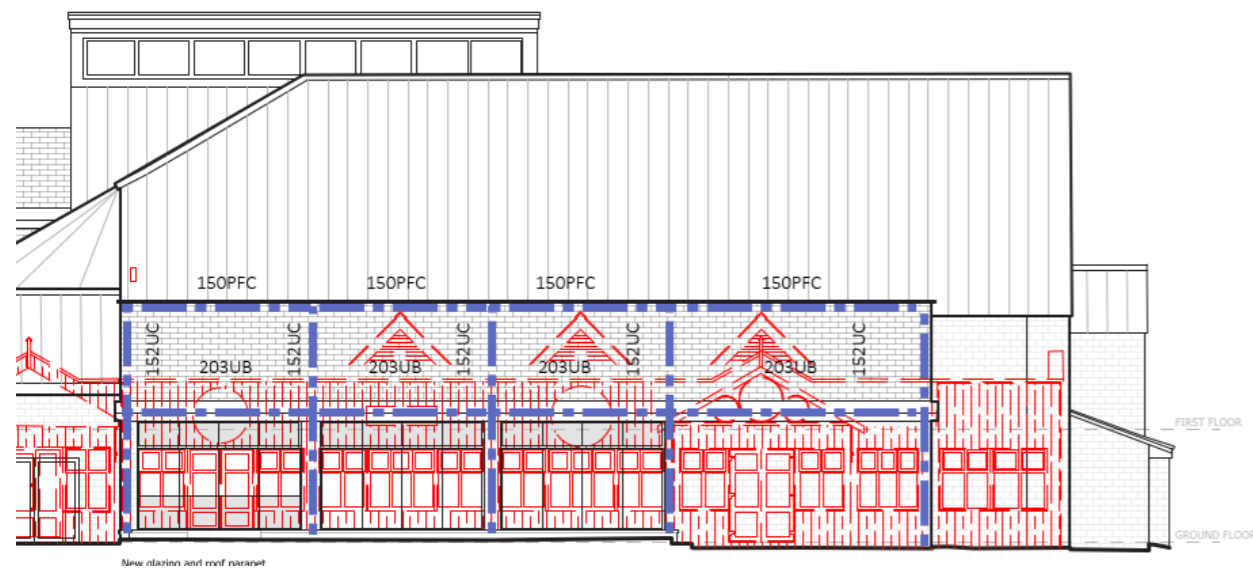 150PFC 150PFC 150PFC 150PFC
152UC 152UC 152UC 152UC 152UC
203UB 203UB 203UB 203UB
FIRST FLOOR
GROUND FLOOR
New glazing and roof parapet